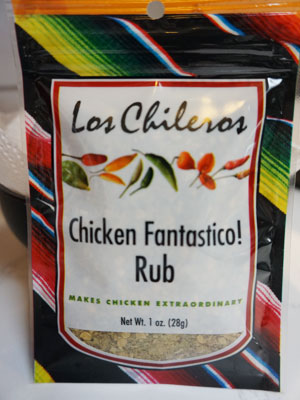 Los Chileros
Chicken Fantastico!
Rub
MAKES CHICKEN EXTRAORDINARY
Net Wt. 1 oz. (28g)